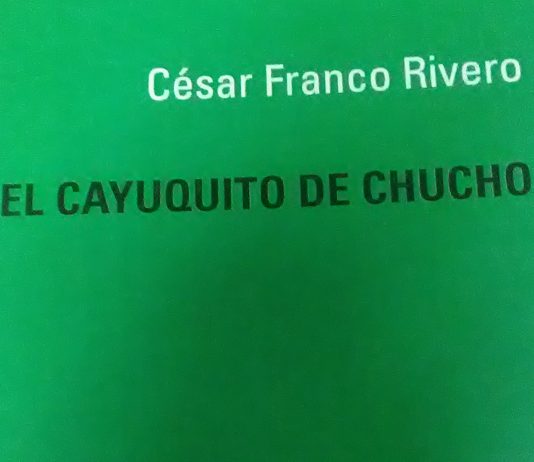 César Franco Rivero
EL CAYUQUITO DE CHUCHO